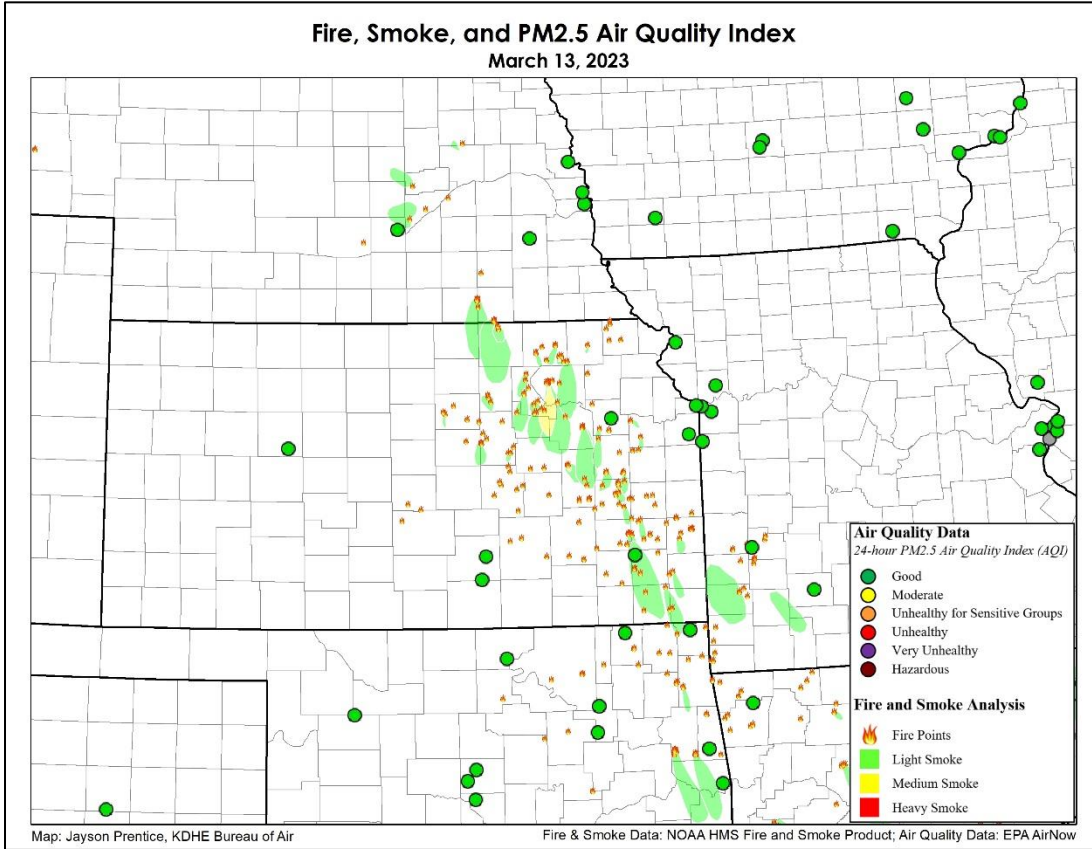 Fire, Smoke, and PM2.5 Air Quality Index
March 13, 2023
Air Quality Data
24-hour PM2.5 Air Quality Index (AQI)
Good
Moderate
Unhealthy for Sensitive Groups
Unhealthy
Very Unhealthy
Hazardous
Fire and Smoke Analysis
Fire Points
Light Smoke
Medium Smoke
Heavy Smoke
Map: Jayson Prentice, KDHE Bureau of Air
Fire & Smoke Data: NOAA HMS Fire and Smoke Product; Air Quality Data: EPA AirNow